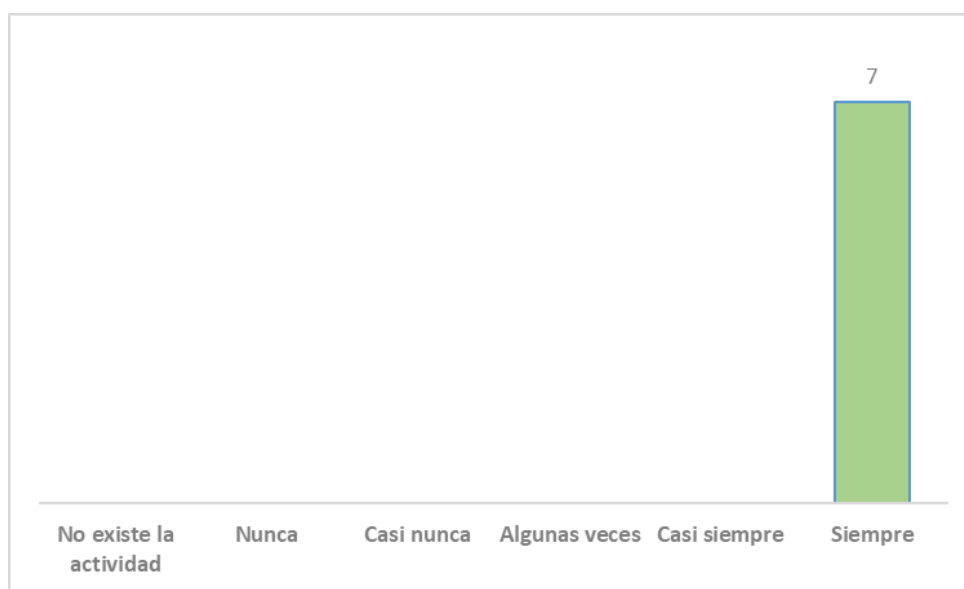 7
No existe la
actividad
Nunca
Casi nunca
Algunas veces
Casi siempre
Siempre